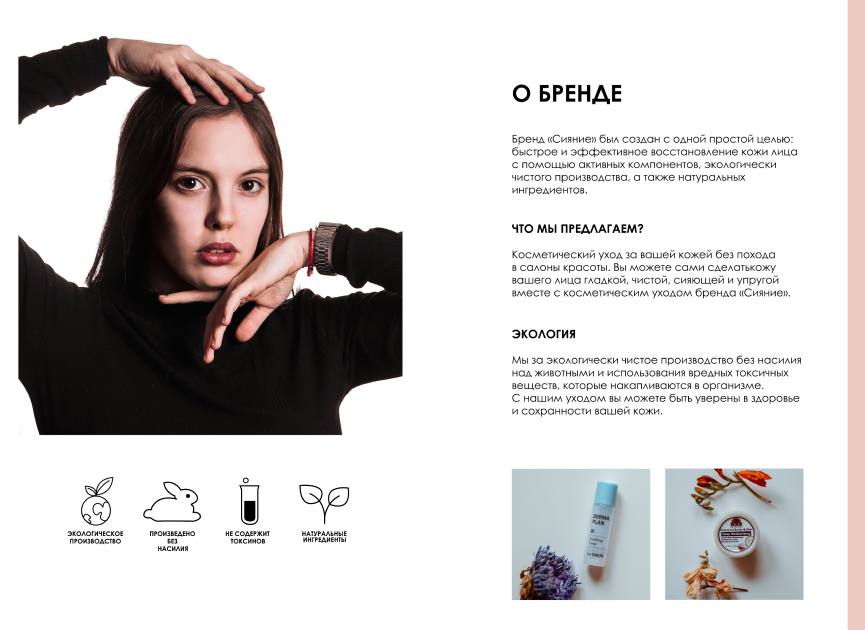 О БРЕНДЕ
Бренд «Сияние» был создан с одной простой целью:
быстрое и эффективное восстановление кожи лица
с помощью активных компонентов, экологически
чистого производства, а также натуральных
ингредиентов.
ЧТО МЫ ПРЕДЛАГАЕМ?
Косметический уход за вашей кожей без похода
в салоны красоты. Вы можете сами сделатькожу
вашего лица гладкой, чистой, сияющей и упругой
вместе с косметическим уходом бренда «Сияние».
ЭКОЛОГИЯ
Мы за экологически чистое производство без насилия
над животными и использования вредных токсичных
веществ, которые накапливаются в организме.
С нашим уходом вы можете быть уверены в здоровье
и сохранности вашей кожи.
ЭКОЛОГИЧЕСКОЕ
ПРОИЗВОДСТВО
ПРОИЗВЕДЕНО
БЕЗ
НАСИЛИЯ
НЕ СОДЕРЖИТ
ТОКСИНОВ
НАТУРАЛЬНЫЕ
ИНГРЕДИЕНТЫ
DERMA
PLAN